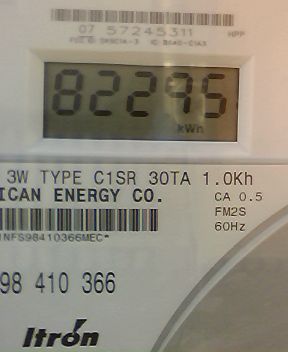 07 57245311
HPP
82295
kWh
3W TYPE C1SR 30TA 1.0Kh
ICAN ENERGY CO.
CA 0.5
FM2S
60Hz
98 410 366
Itron